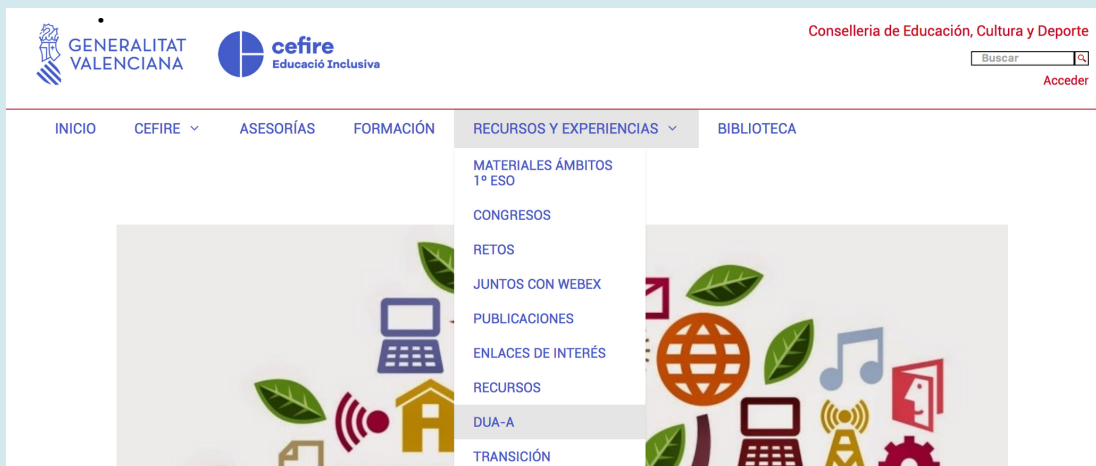 GENERALITAT
VALENCIANA
cefire
Educació Inclusiva
Conselleria de Educación, Cultura y Deporte
Buscar
Acceder
INICIO
CEFIRE
ASESORÍAS
FORMACIÓN
RECURSOS Y EXPERIENCIAS
BIBLIOTECA
MATERIALES ÁMBITOS
1º ESO
CONGRESOS
RETOS
JUNTOS CON WEBEX
PUBLICACIONES
ENLACES DE INTERÉS
RECURSOS
DUA-A
TRANSICIÓN